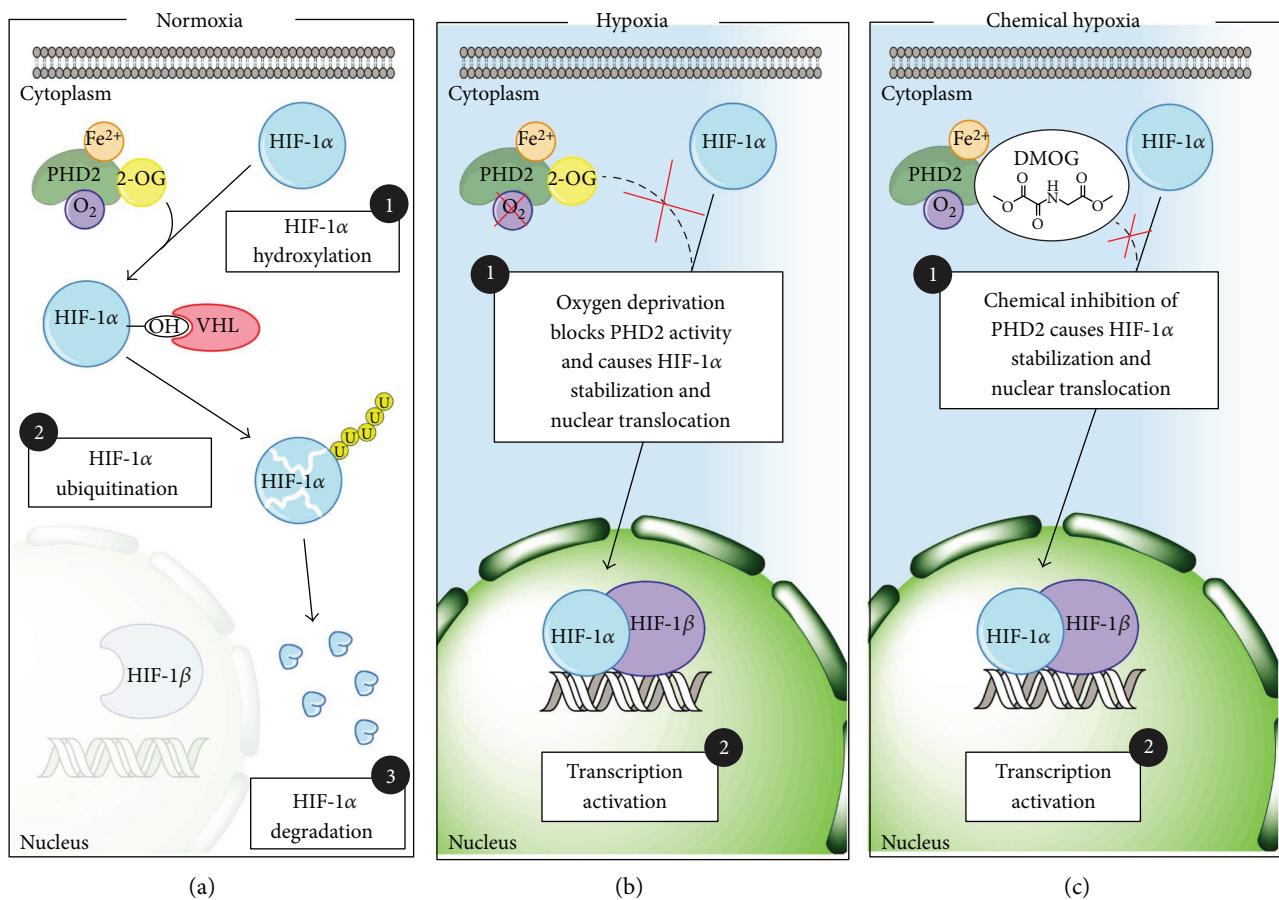 Normoxia
Cytoplasm
Fe²⁺
HIF-1α
PHD2
2-OG
O₂
1
HIF-1α
hydroxylation
HIF-1α
OH
VHL
2
HIF-1α
ubiquitination
U
U
U
U
U
HIF-1α
HIF-1β
3
HIF-1α
degradation
Nucleus
(a)
Hypoxia
Cytoplasm
Fe²⁺
HIF-1α
PHD2
2-OG
O₂
1
Oxygen deprivation
blocks PHD2 activity
and causes HIF-1α
stabilization and
nuclear translocation
HIF-1α
HIF-1β
2
Transcription
activation
Nucleus
(b)
Chemical hypoxia
Cytoplasm
Fe²⁺
HIF-1α
PHD2
O₂
DMOG
O
H
O
O
N
O
O
1
Chemical inhibition of
PHD2 causes HIF-1α
stabilization and
nuclear translocation
HIF-1α
HIF-1β
2
Transcription
activation
Nucleus
(c)